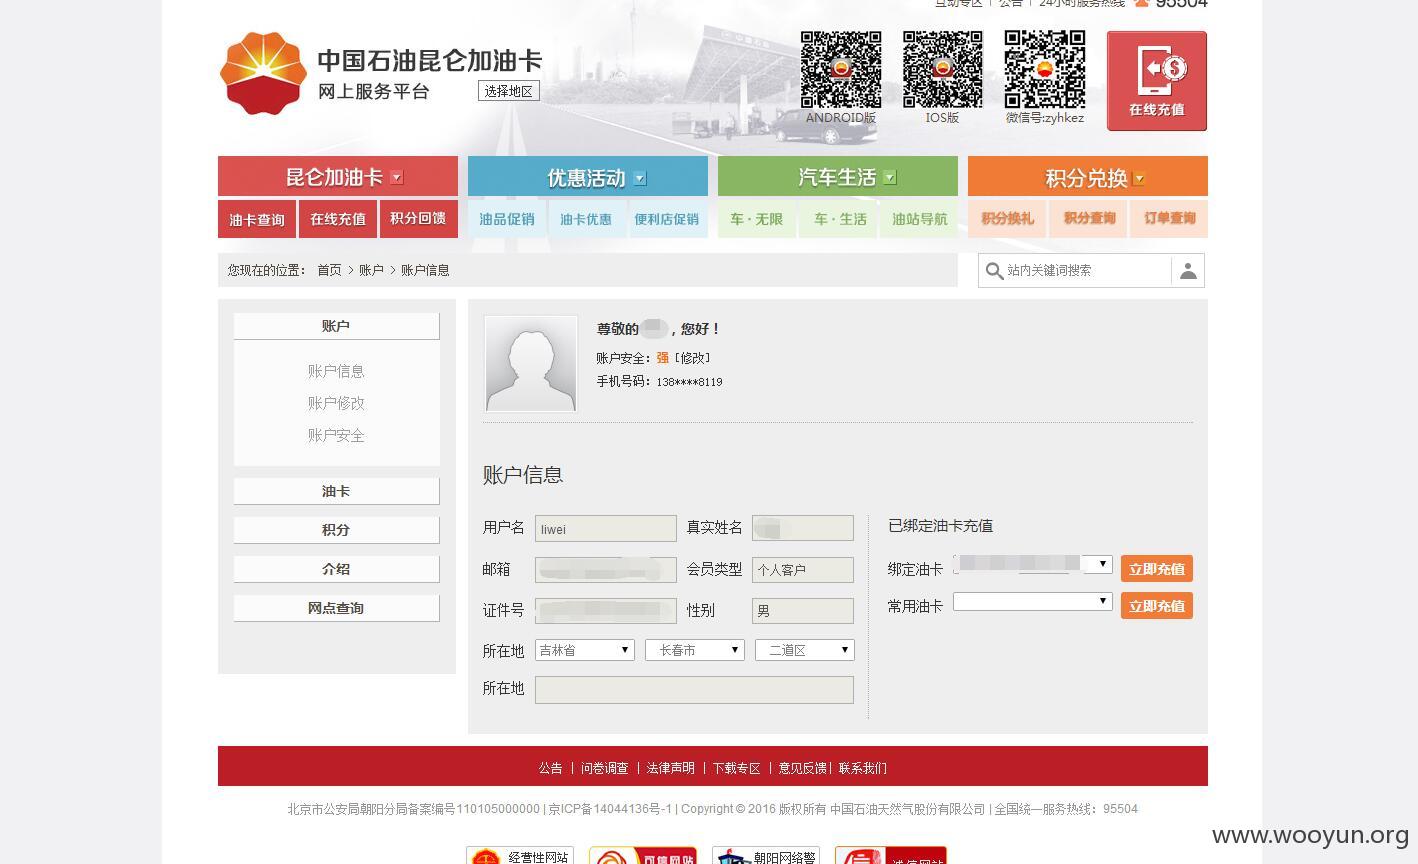 互动专区 | 公告 | 24小时服务热线 95504
中国石油昆仑加油卡
网上服务平台 选择地区
ANDROID版 IOS版 微信号:zyhkez 在线充值
昆仑加油卡 优惠活动 汽车生活 积分兑换
油卡查询 在线充值 积分回馈 油品促销 油卡优惠 便利店促销 车·无限 车·生活 油站导航 积分换礼 积分查询 订单查询
您现在的位置： 首页 > 账户 > 账户信息 站内关键词搜索
账户
账户信息
账户修改
账户安全
油卡
积分
介绍
网点查询
尊敬的 , 您好！
账户安全：强 [修改]
手机号码：138****8119
账户信息
用户名 liwei 真实姓名
邮箱 会员类型 个人客户
证件号 性别 男
所在地 吉林省 长春市 二道区
所在地
已绑定油卡充值
绑定油卡 立即充值
常用油卡 立即充值
公告 | 问卷调查 | 法律声明 | 下载专区 | 意见反馈| 联系我们
北京市公安局朝阳分局备案编号110105000000 | 京ICP备14044136号-1 | Copyright © 2016 版权所有 中国石油天然气股份有限公司 | 全国统一服务热线：95504
经营性网站 可信网站 朝阳网络警 诚信网站
www.wooyun.org